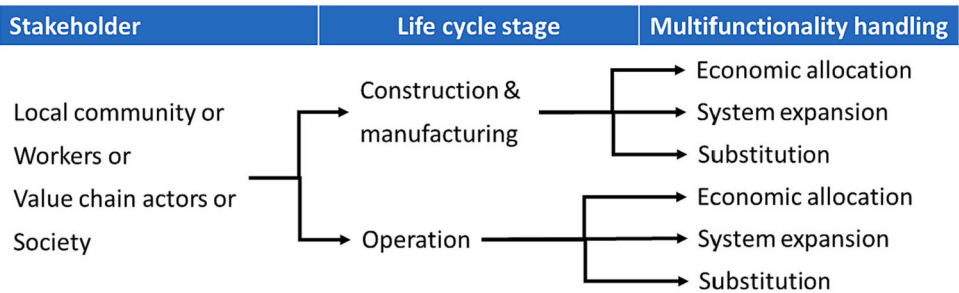 Stakeholder
Life cycle stage
Multifunctionality handling
Local community or
Workers or
Value chain actors or
Society
Construction &
manufacturing
Operation
Economic allocation
System expansion
Substitution
Economic allocation
System expansion
Substitution